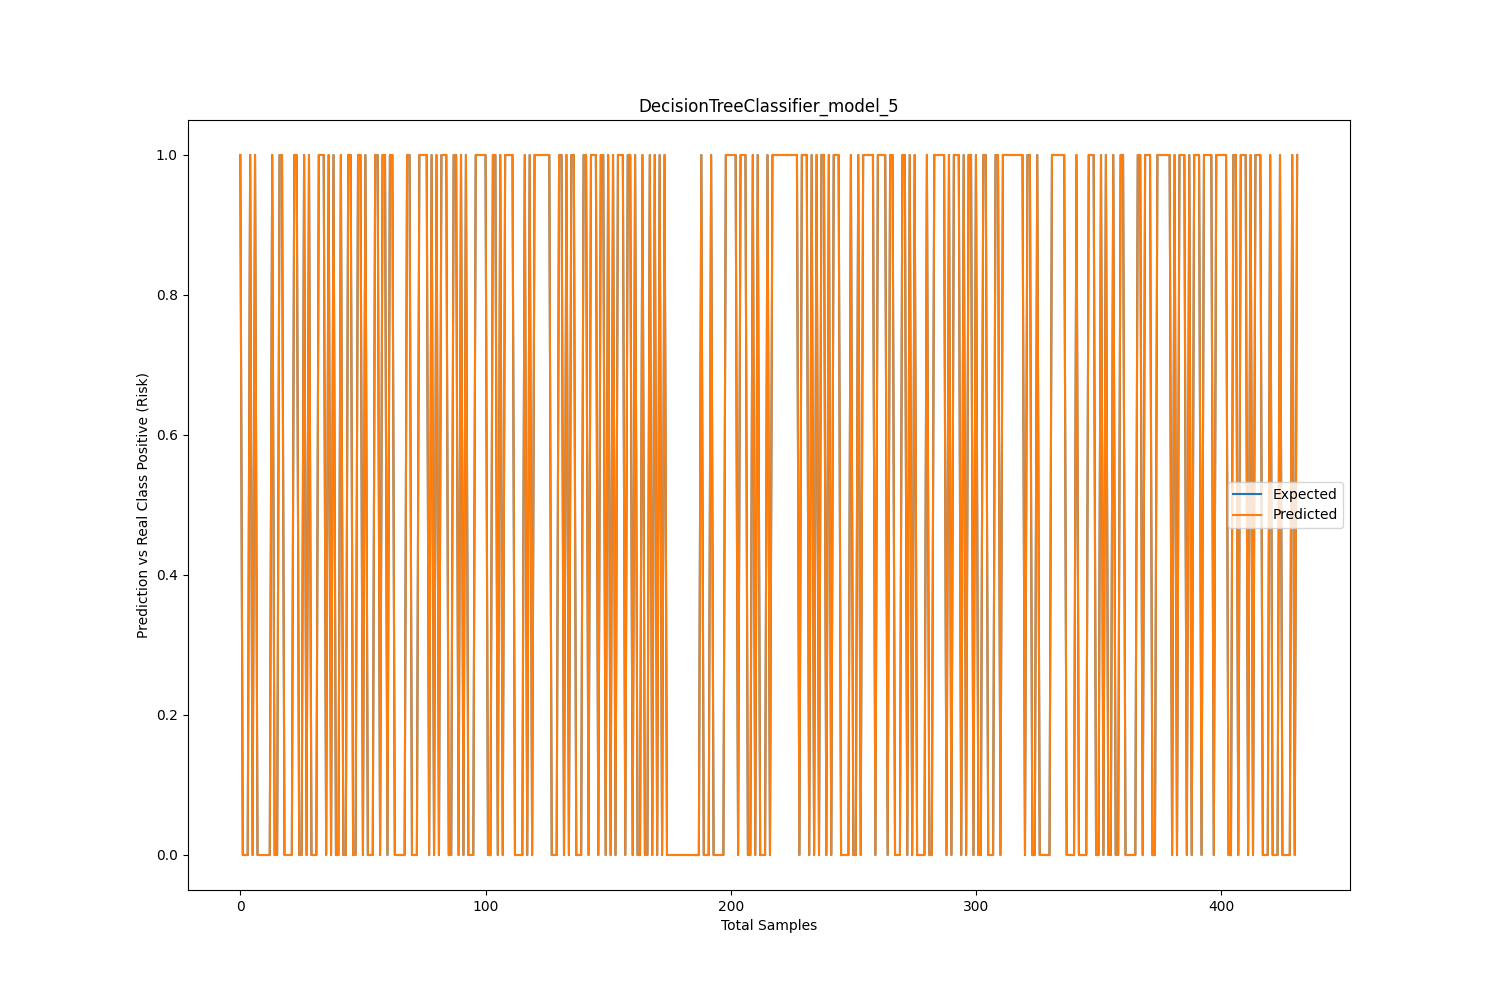 DecisionTreeClassifier_model_5
Prediction vs Real Class Positive (Risk)
1.0
0.8
0.6
0.4
0.2
0.0
Expected
Predicted
0 100 200 300 400
Total Samples